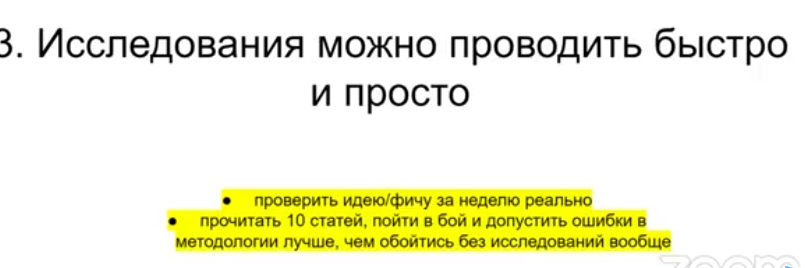 3. Исследования можно проводить быстро
и просто
● проверить идею/фичу за неделю реально
● прочитать 10 статей, пойти в бой и допустить ошибки в
методологии лучше, чем обойтись без исследований вообще
zoom